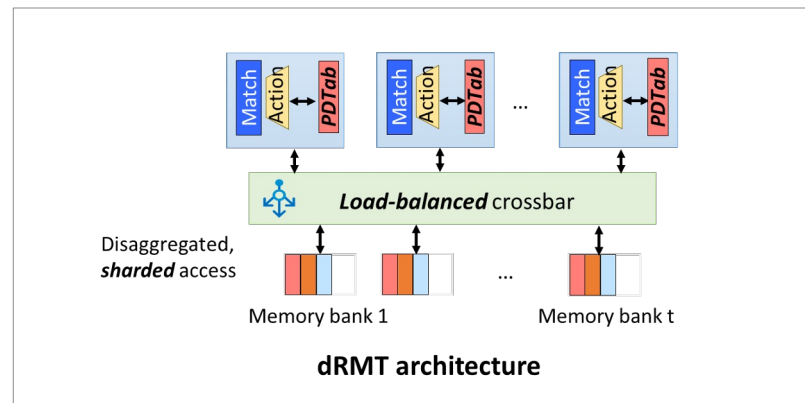 Match
Action
PDTab
Match
Action
PDTab
...
Match
Action
PDTab
Load-balanced crossbar
Disaggregated,
sharded access
...
Memory bank 1
Memory bank t
dRMT architecture